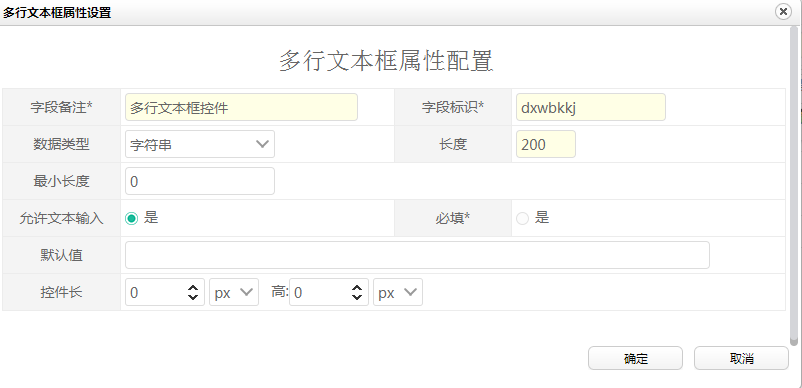 多行文本框属性设置
多行文本框属性配置
字段备注* 多行文本框控件 字段标识* dxwbkkj
数据类型 字符串 长度 200
最小长度 0
允许文本输入 是 必填* 是
默认值
控件长 0 px 高:0 px
确定 取消